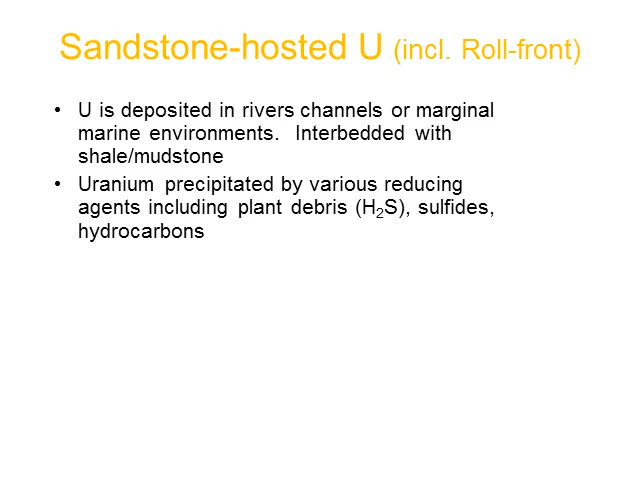 Sandstone-hosted U (incl. Roll-front)
• U is deposited in rivers channels or marginal
marine environments.  Interbedded with
shale/mudstone
• Uranium precipitated by various reducing
agents including plant debris (H₂S), sulfides,
hydrocarbons